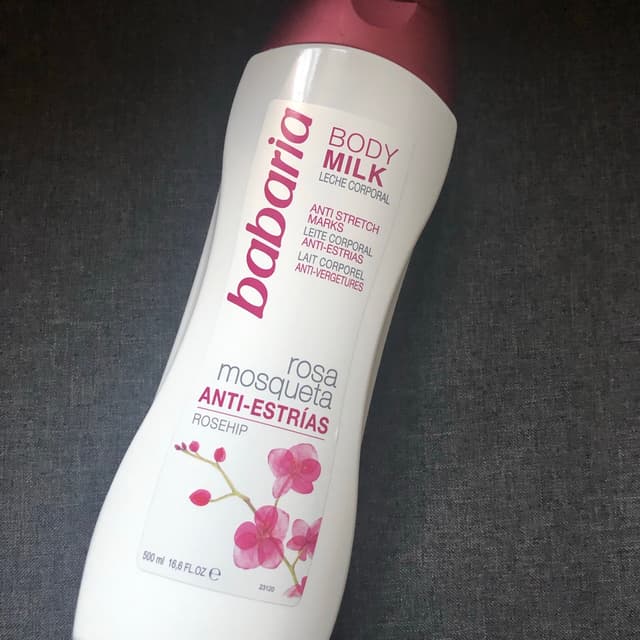 babaria
BODY
MILK
LECHE CORPORAL
ANTI STRETCH
MARKS
LEITE CORPORAL
ANTI-ESTRIAS
LAIT CORPOREL
ANTI-VERGETURES
rosa
mosqueta
ANTI-ESTRÍAS
ROSEHIP
500 ml 16,6 FL.OZ ℮
23120